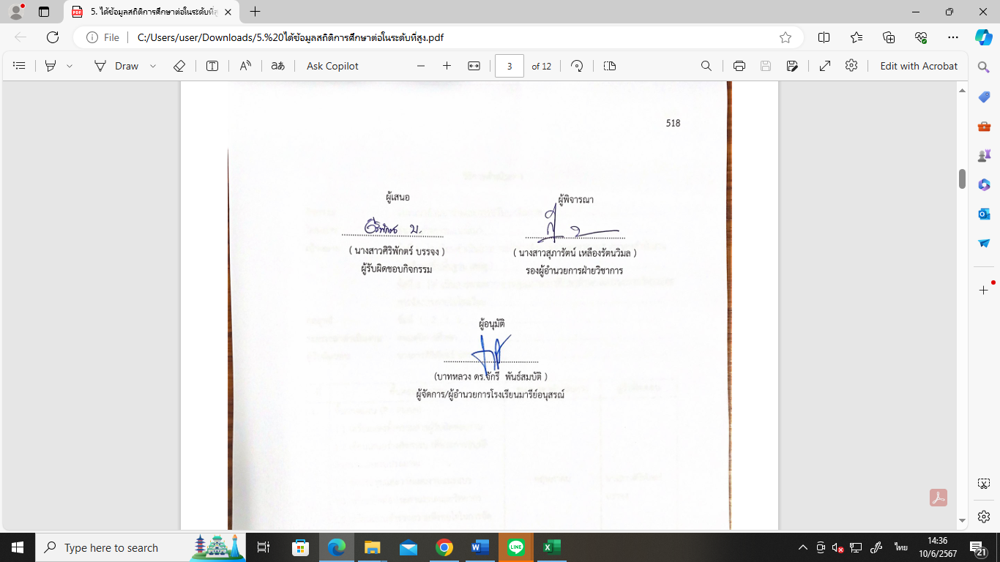 5. ได้ข้อมูลสถิติการศึกษาต่อในระดับที่สู
File
C:/Users/user/Downloads/5.%20ได้ข้อมูลสถิติการศึกษาต่อในระดับที่สูง.pdf
Draw
Ask Copilot
3
of 12
Edit with Acrobat
518
ผู้เสนอ
ผู้พิจารณา
ศิริพักตร์ บ.
( นางสาวศิริพักตร์ บรรจง )
( นางสาวสุภารัตน์ เหลืองรัตนวิมล )
ผู้รับผิดชอบกิจกรรม
รองผู้อำนวยการฝ่ายวิชาการ
ผู้อนุมัติ
(บาทหลวง ดร.จักรี พันธ์สมบัติ )
ผู้จัดการ/ผู้อำนวยการโรงเรียนมารีย์อนุสรณ์
Type here to search
ไทย
14:36
10/6/2567
21